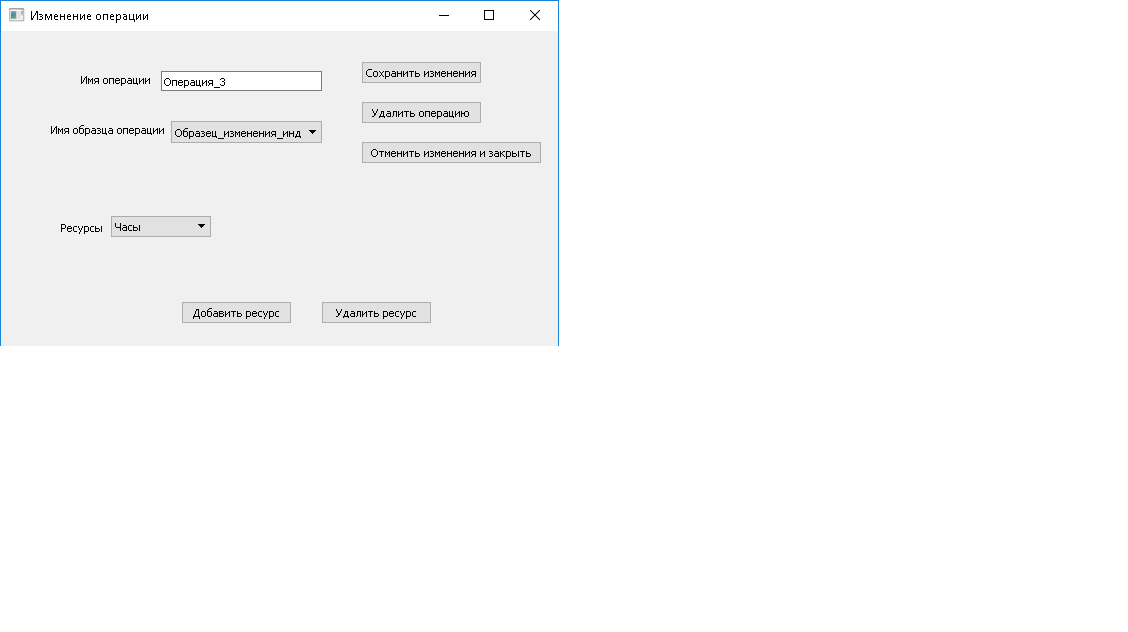 Изменение операции
Имя операции
Операция_3
Сохранить изменения
Удалить операцию
Имя образца операции
Образец_изменения_инд
Отменить изменения и закрыть
Ресурсы
Часы
Добавить ресурс
Удалить ресурс